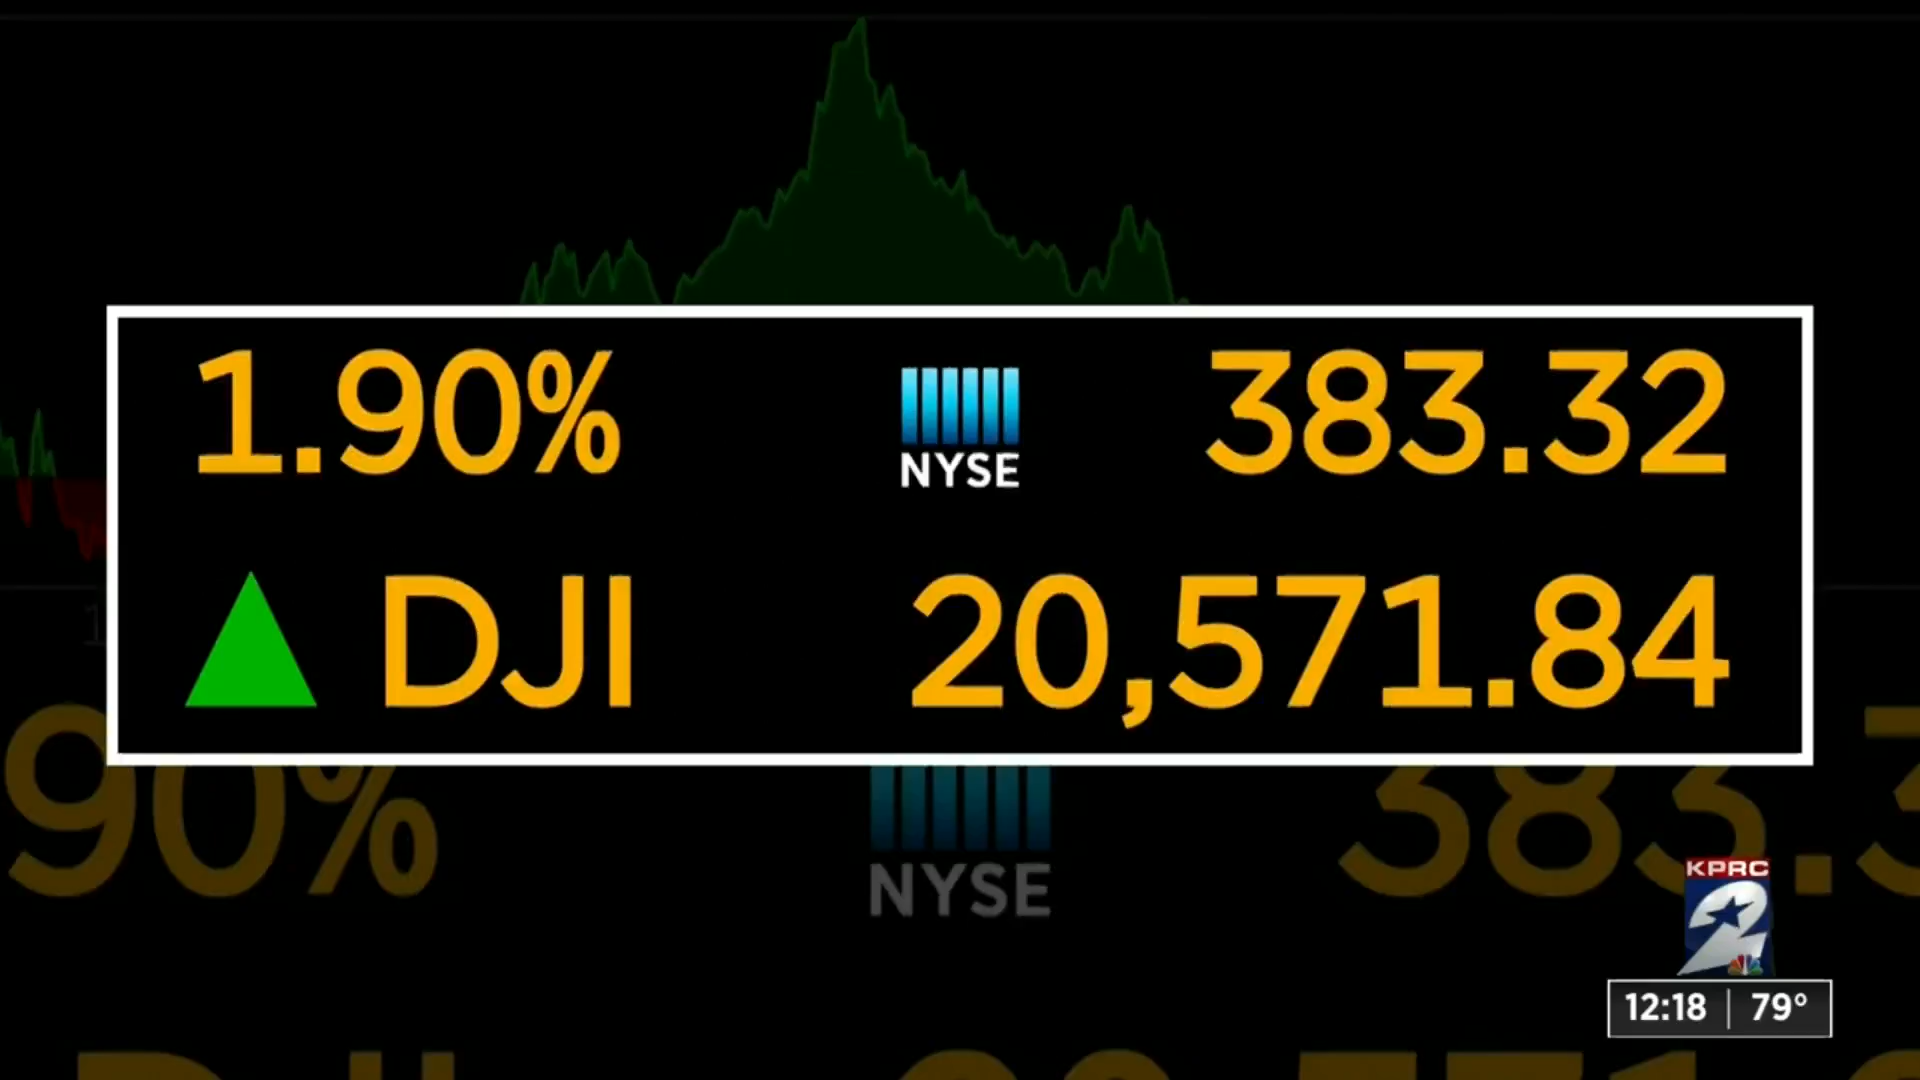 1.90% NYSE 383.32
▲ DJI 20,571.84
90% NYSE 383.3
KPRC
2
12:18 | 79°